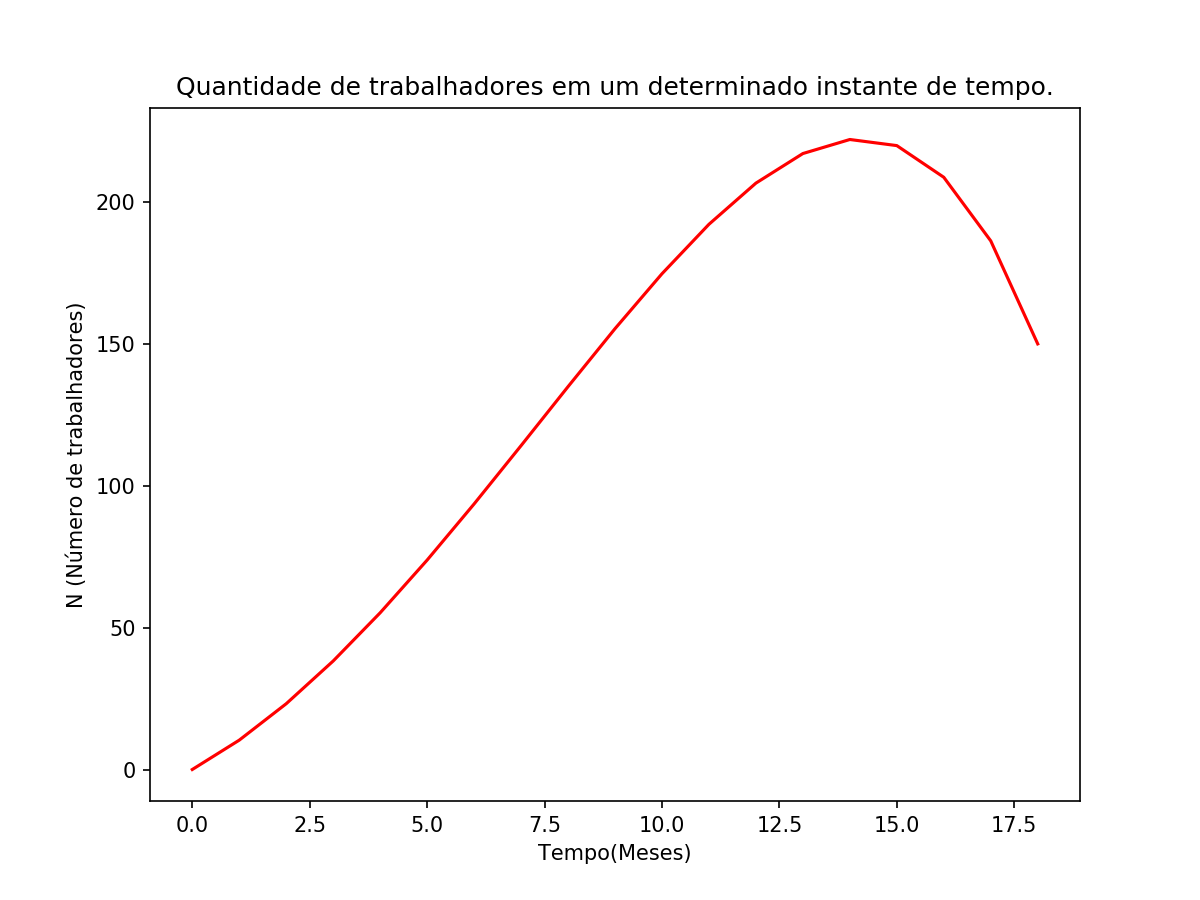 Quantidade de trabalhadores em um determinado instante de tempo.
N (Número de trabalhadores)
200
150
100
50
0
0.0 2.5 5.0 7.5 10.0 12.5 15.0 17.5
Tempo(Meses)